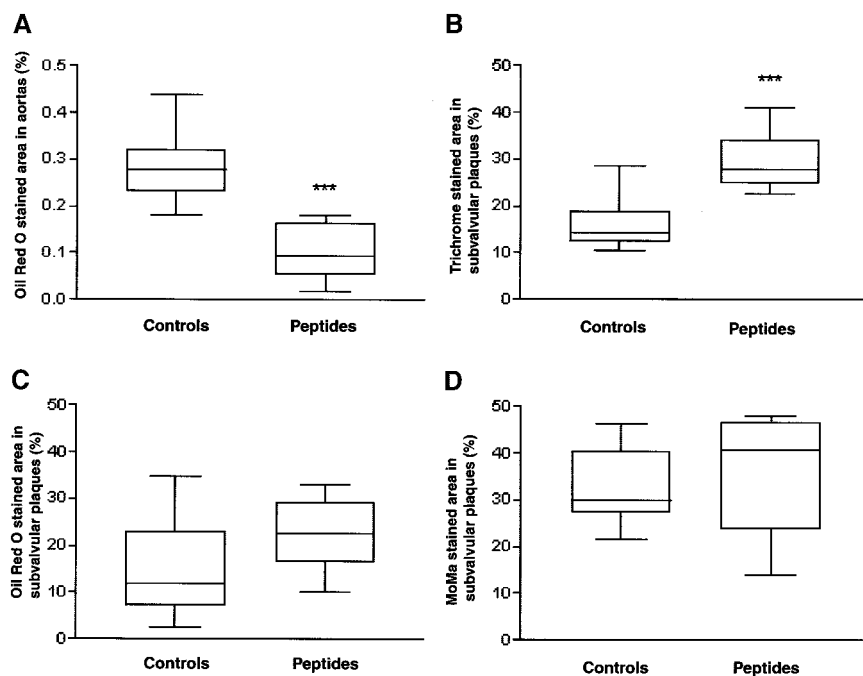 A
Oil Red O stained area in aortas (%)
0.5
0.4
0.3
0.2
0.1
0.0
***
Controls
Peptides
B
Trichrome stained area in
subvalvular plaques (%)
50
40
30
20
10
0
***
Controls
Peptides
C
Oil Red O stained area in
subvalvular plaques (%)
50
40
30
20
10
0
Controls
Peptides
D
MoMa stained area in
subvalvular plaques (%)
50
40
30
20
10
0
Controls
Peptides